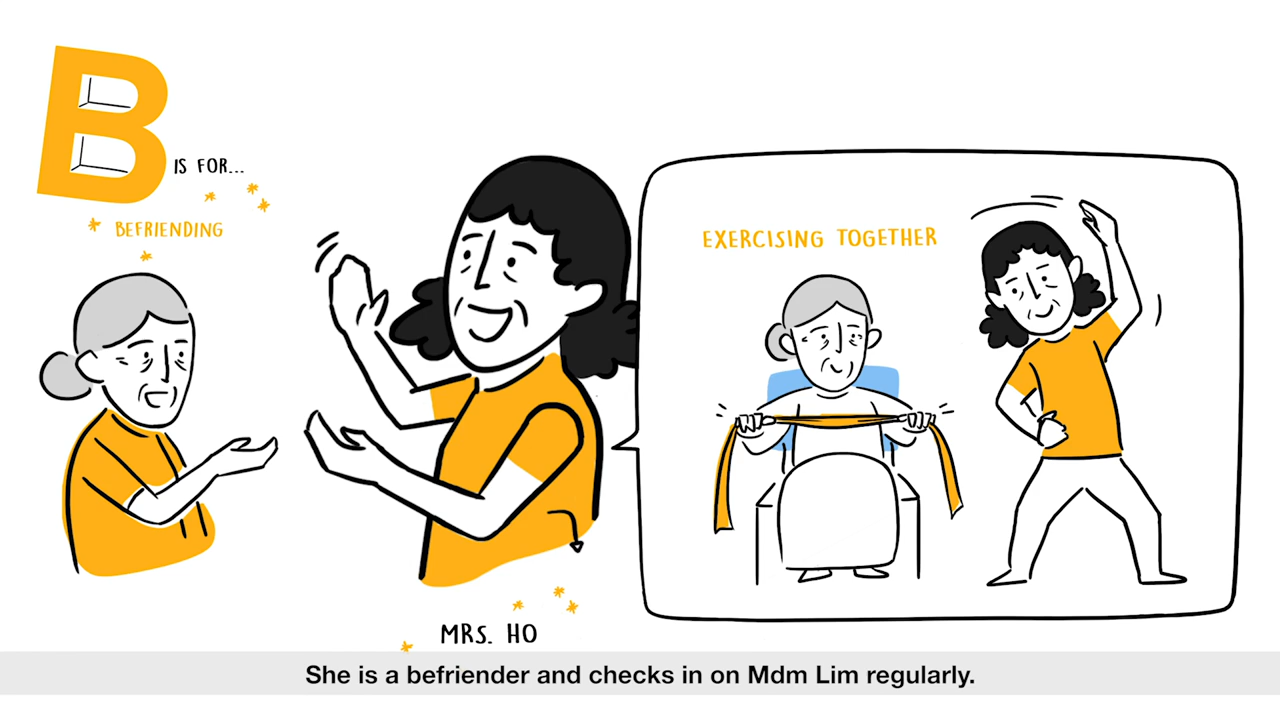 B IS FOR...
BEFRIENDING
EXERCISING TOGETHER
MRS. HO
She is a befriender and checks in on Mdm Lim regularly.